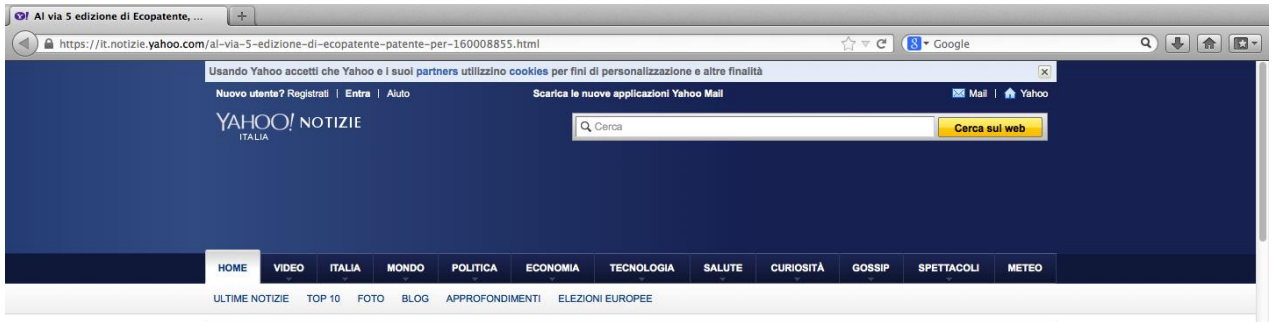 Al via 5 edizione di Ecopatente, ...
https://it.notizie.yahoo.com/al-via-5-edizione-di-ecopatente-patente-per-160008855.html Google
Usando Yahoo accetti che Yahoo e i suoi partners utilizzino cookies per fini di personalizzazione e altre finalità
Nuovo utente? Registrati | Entra | Aiuto Scarica le nuove applicazioni Yahoo Mail Mail | Yahoo
YAHOO! NOTIZIE Cerca Cerca sul web
ITALIA
HOME VIDEO ITALIA MONDO POLITICA ECONOMIA TECNOLOGIA SALUTE CURIOSITÀ GOSSIP SPETTACOLI METEO
ULTIME NOTIZIE TOP 10 FOTO BLOG APPROFONDIMENTI ELEZIONI EUROPEE